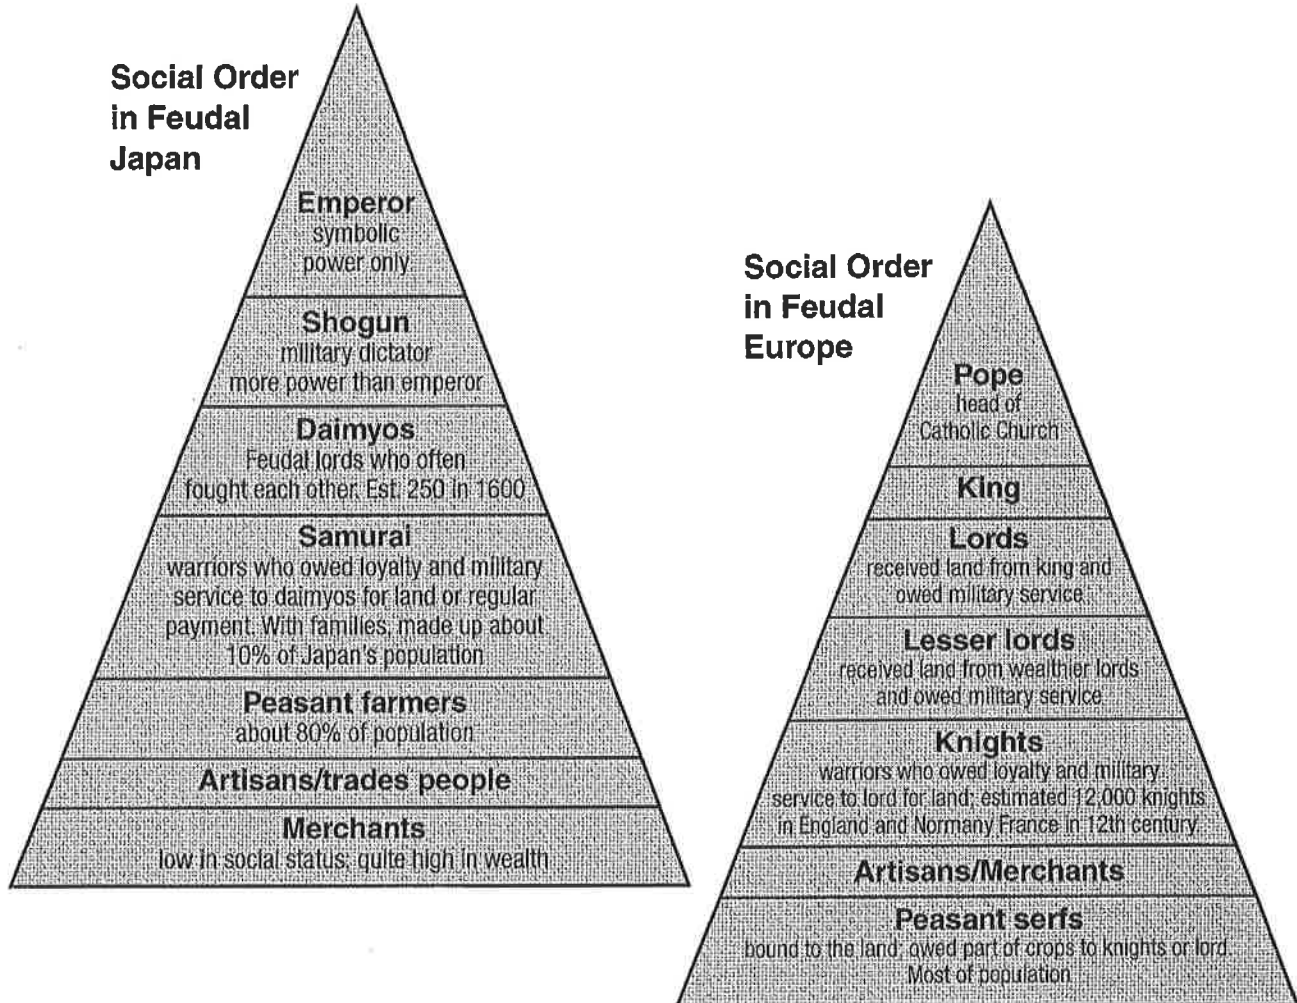 Social Order
in Feudal
Japan
Emperor
symbolic
power only
Shogun
military dictator
more power than emperor
Daimyos
Feudal lords who often
fought each other. Est. 250 in 1600
Samurai
warriors who owed loyalty and military
service to daimyos for land or regular
payment. With families, made up about
10% of Japan's population
Peasant farmers
about 80% of population
Artisans/trades people
Merchants
low in social status; quite high in wealth
Social Order
in Feudal
Europe
Pope
head of
Catholic Church
King
Lords
received land from king and
owed military service
Lesser lords
received land from wealthier lords
and owed military service
Knights
warriors who owed loyalty and military
service to lord for land; estimated 12,000 knights
in England and Normany France in 12th century
Artisans/Merchants
Peasant serfs
bound to the land; owed part of crops to knights or lord.
Most of population